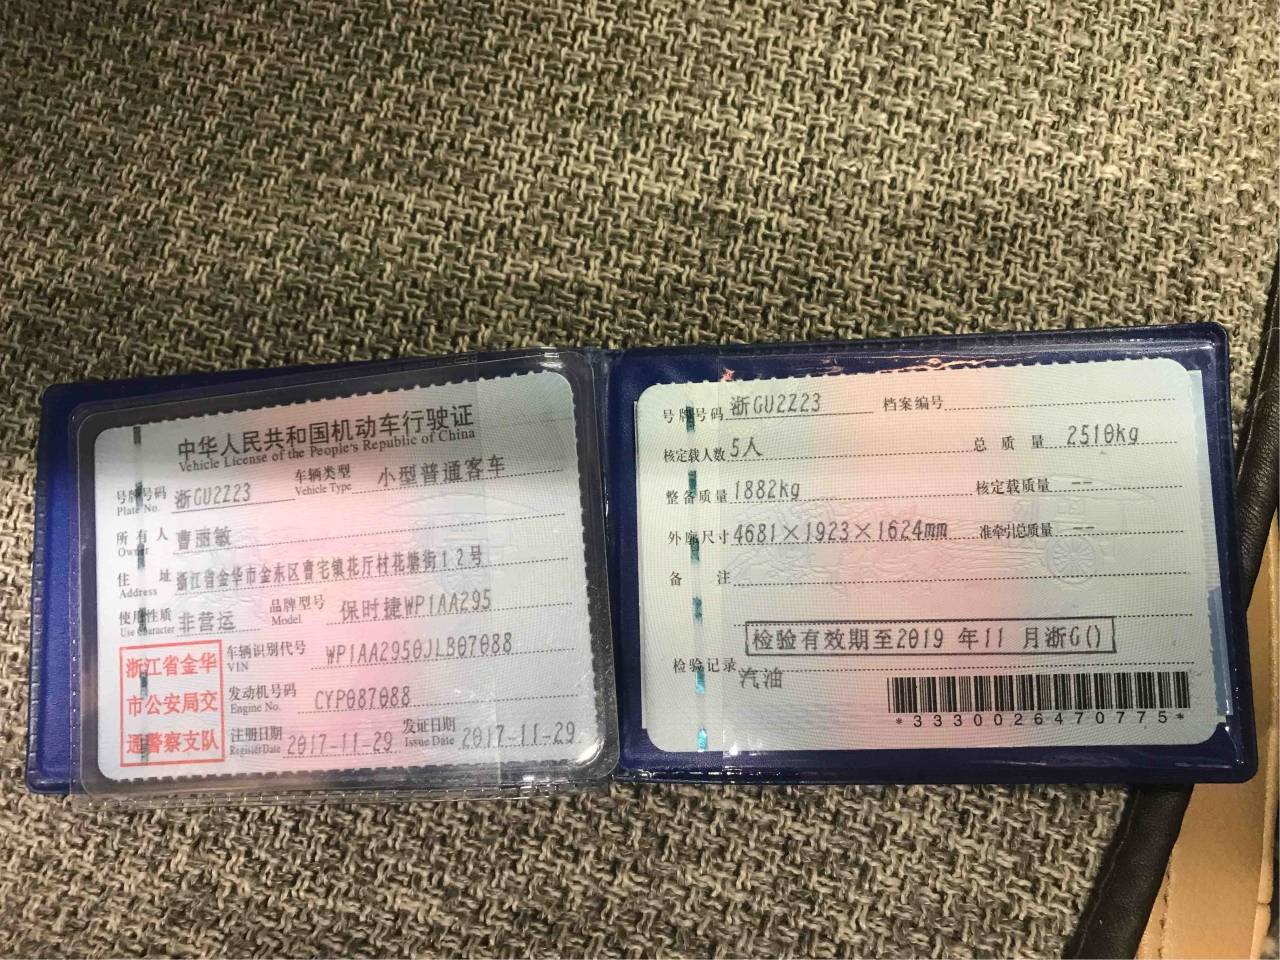 中华人民共和国机动车行驶证
Vehicle License of the People's Republic of China
号牌号码 浙GU2Z23 车辆类型 小型普通客车
Plate No. Vehicle Type
所有人 曹丽敏
Owner
住址 浙江省金华市金东区曹宅镇花厅村花塘街12号
Address
使用性质 非营运 品牌型号 保时捷WP1AA295
Use Character Model
浙江省金华
市公安局交
通警察支队
车辆识别代号 WP1AA2950JLB07088
VIN
发动机号码 CYP087088
Engine No.
注册日期 2017-11-29 发证日期 2017-11-29
Register Date Issue Date
号牌号码 浙GU2Z23 档案编号
核定载人数 5人 总质量 2510kg
整备质量 1882kg 核定载质量 --
外廓尺寸 4681×1923×1624mm 准牵引总质量 --
备注
检验有效期至2019 年11 月浙G()
检验记录
汽油
*3330026470775*